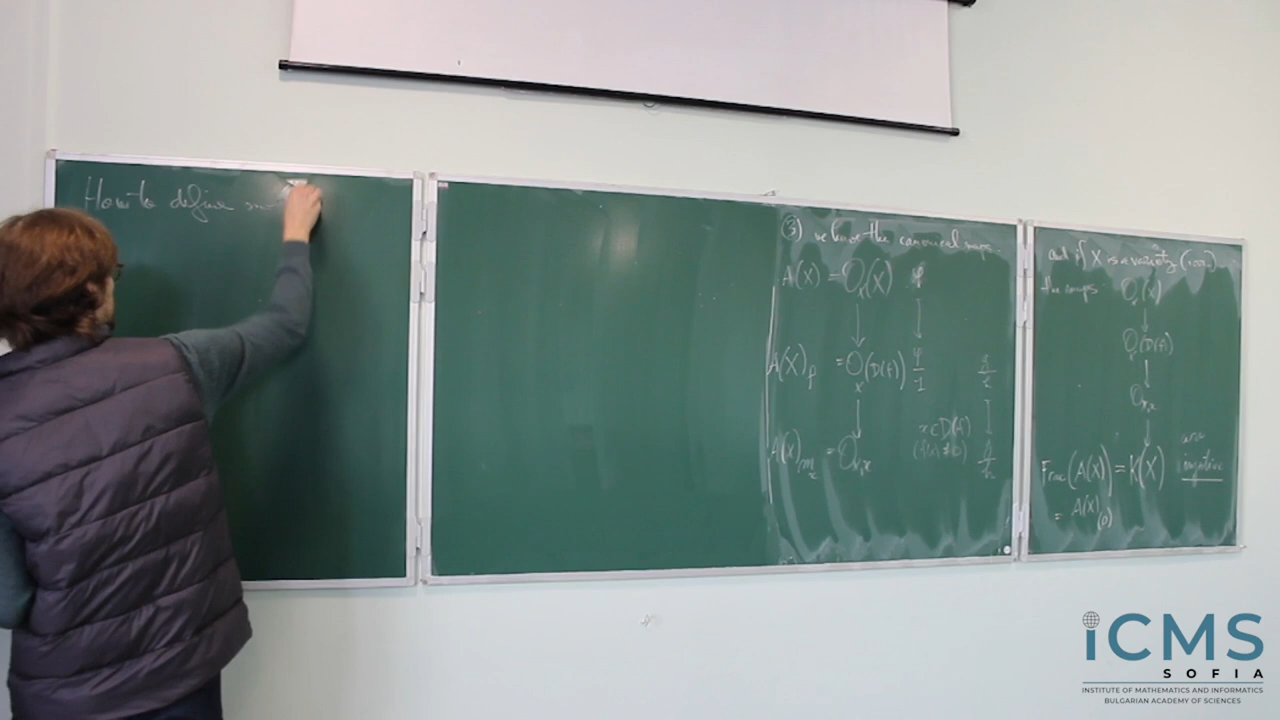 How to define
③ we have the canonical maps
A(X) = O_X(X) φ
A(X)_f = O_X(D(f)) φ/1
x ∈ D(f)
(f(x) ≠ 0)
A(X)_{m_x} = O_{X,x}
and if X is a variety (irred.)
the maps O_X(X)
O_X(D(f))
O_{X,x}
are
Frac(A(X)) = K(X) injective
= A(X)_{(0)}
iCMS
SOFIA
INSTITUTE OF MATHEMATICS AND INFORMATICS
BULGARIAN ACADEMY OF SCIENCES